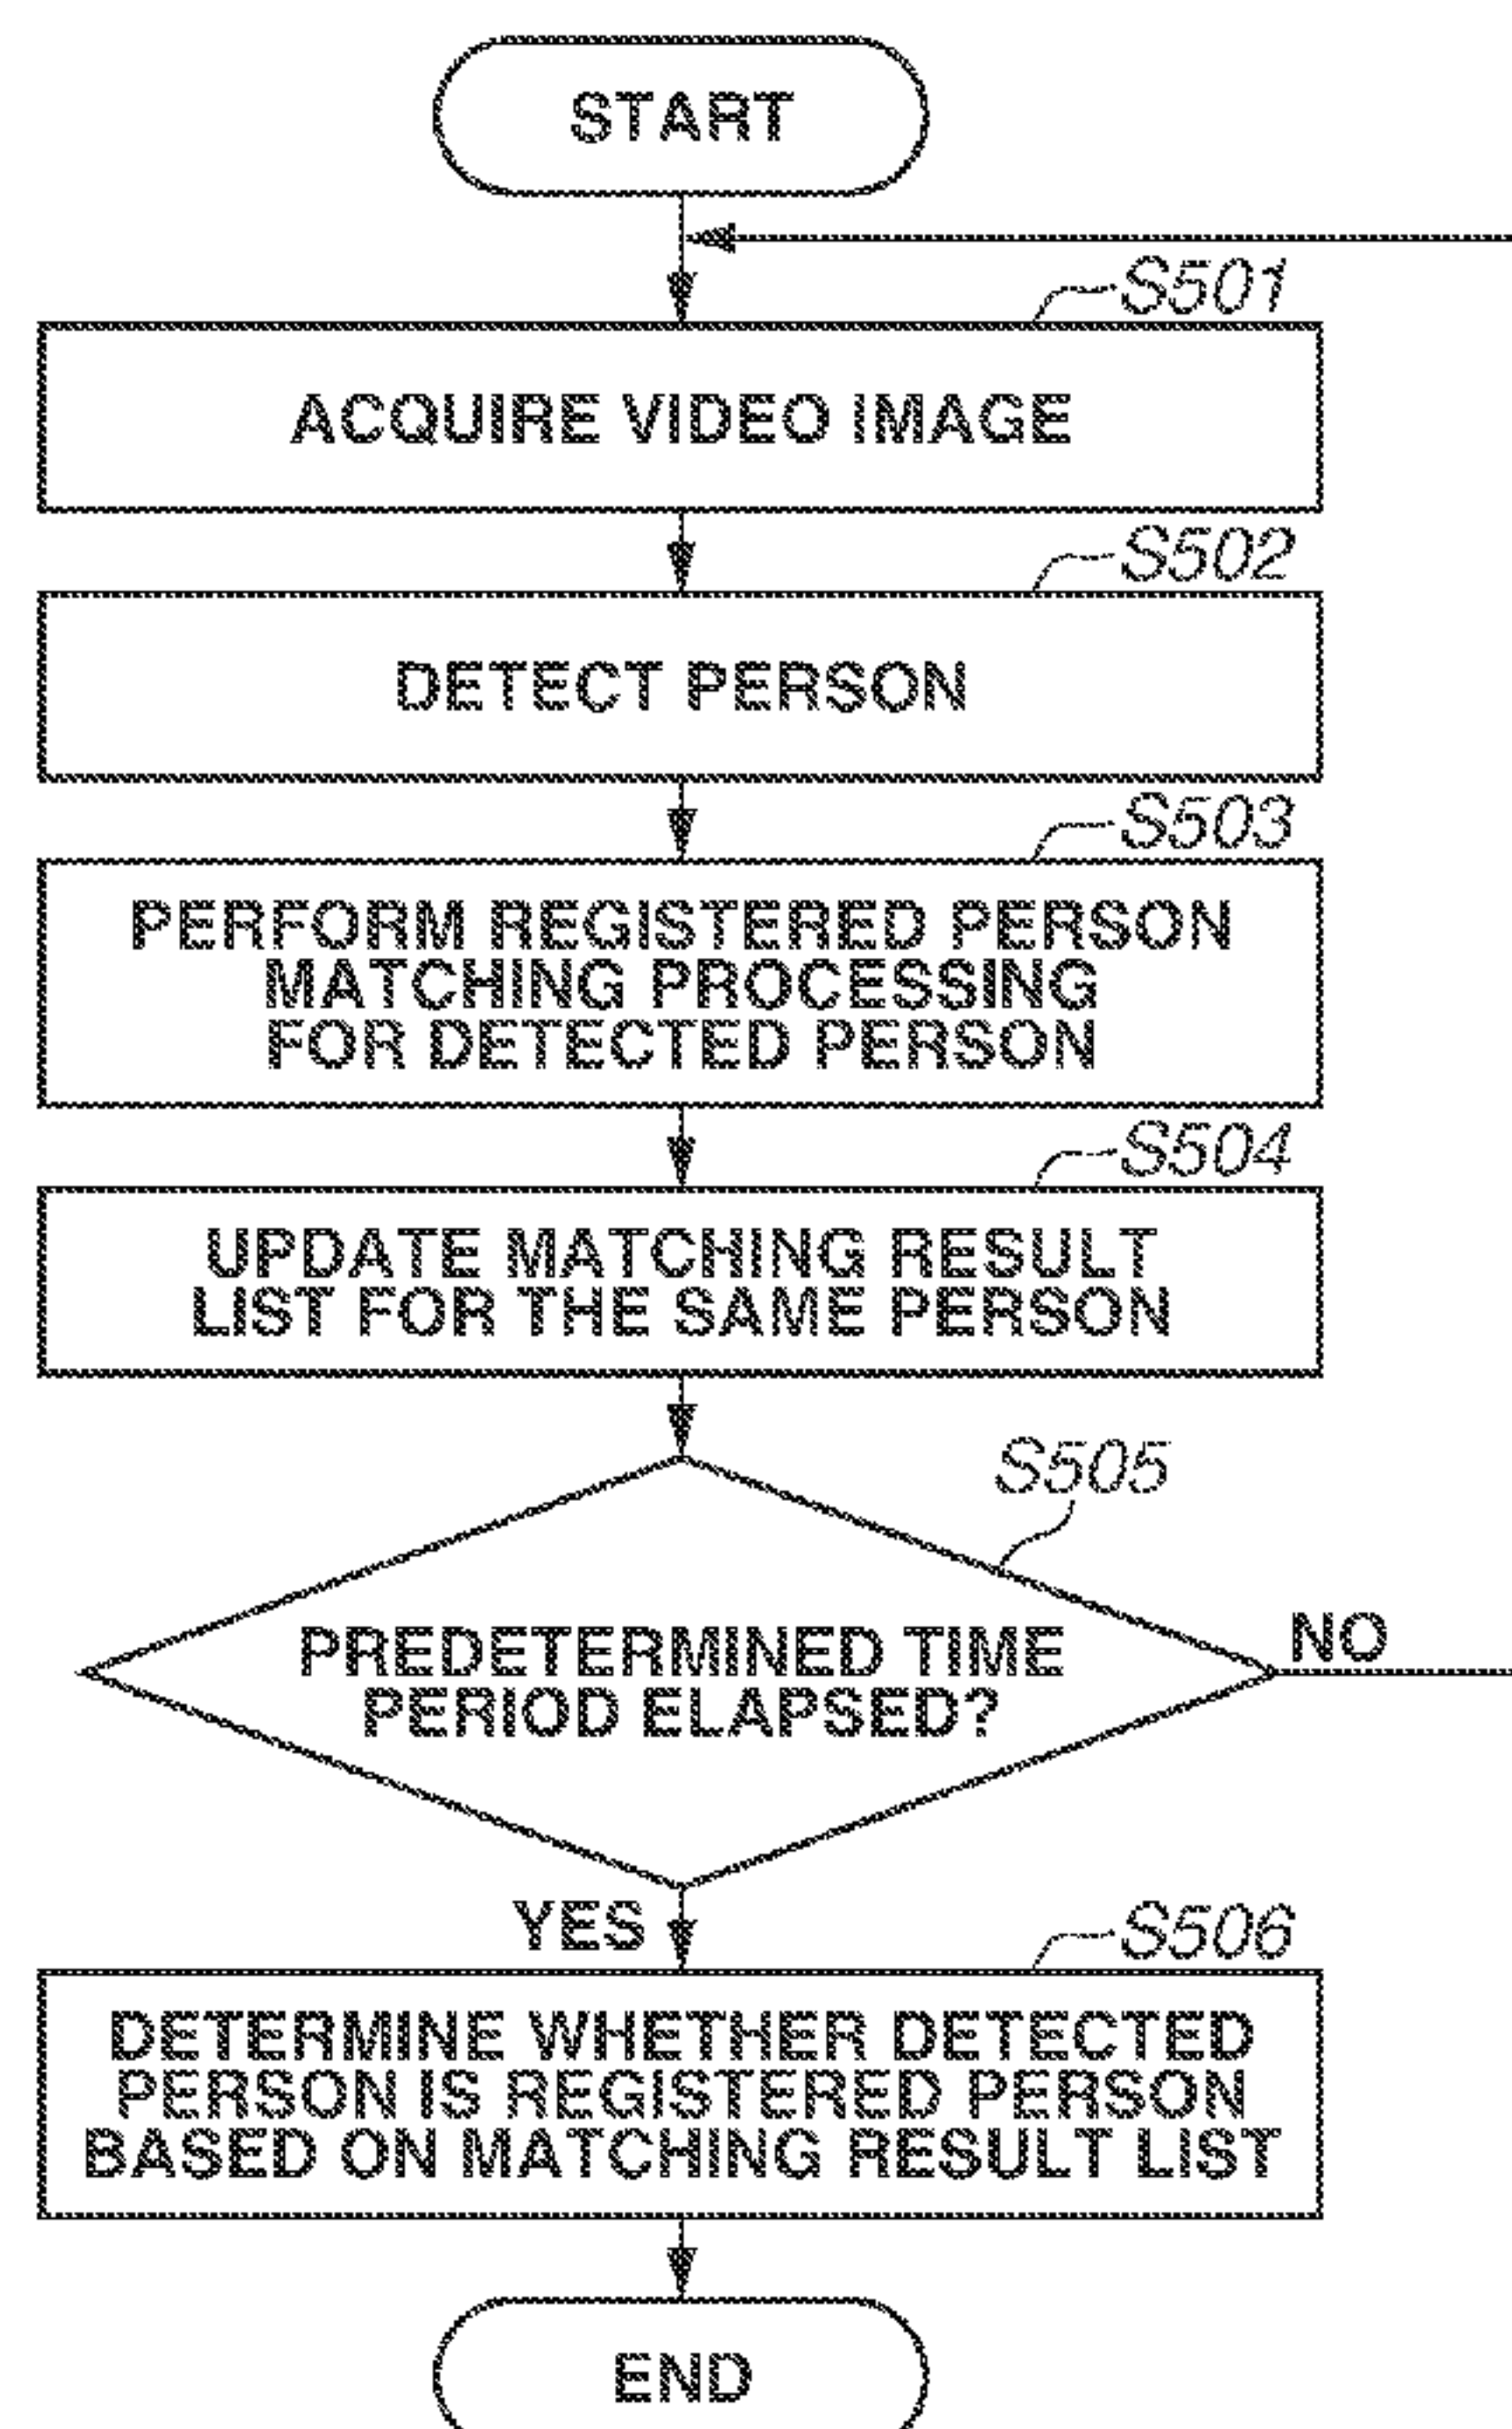 START
S501
ACQUIRE VIDEO IMAGE
S502
DETECT PERSON
S503
PERFORM REGISTERED PERSON
MATCHING PROCESSING
FOR DETECTED PERSON
S504
UPDATE MATCHING RESULT
LIST FOR THE SAME PERSON
S505
PREDETERMINED TIME
PERIOD ELAPSED?
NO
YES
S506
DETERMINE WHETHER DETECTED
PERSON IS REGISTERED PERSON
BASED ON MATCHING RESULT LIST
END